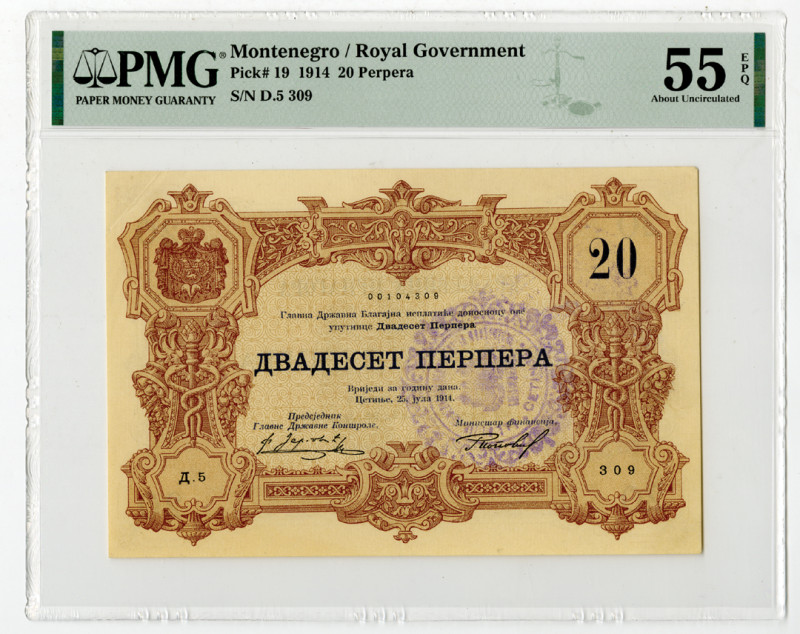 PMG®
PAPER MONEY GUARANTY
Montenegro / Royal Government
Pick# 19 1914 20 Perpera
S/N D.5 309
55
EPQ
About Uncirculated
20
00104309
Главна Државна Благајна исплатиће доносиоцу ове
упутнице Двадесет Перпера
ДВАДЕСЕТ ПЕРПЕРА
Вриједи за годину дана.
Цетиње, 25. јула 1914.
Предсједник
Главне Државне Контроле.
Министар финансија,
Д.5
309